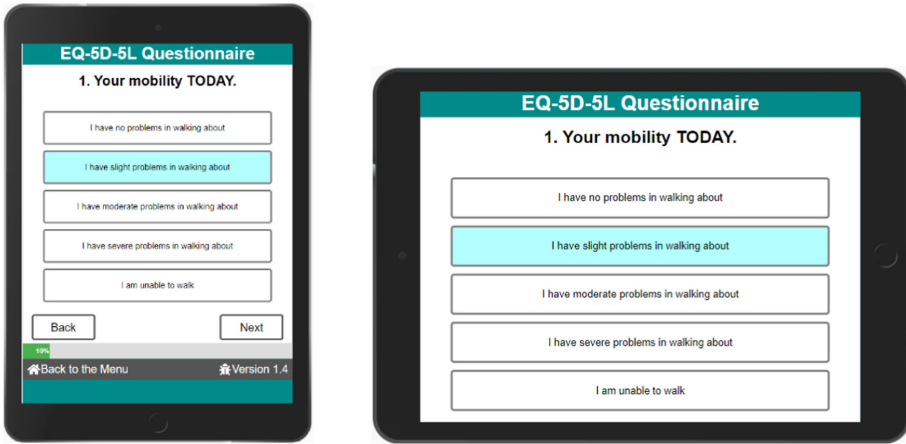 EQ-5D-5L Questionnaire
1. Your mobility TODAY.
I have no problems in walking about
I have slight problems in walking about
I have moderate problems in walking about
I have severe problems in walking about
I am unable to walk
Back
Next
10%
Back to the Menu
Version 1.4
EQ-5D-5L Questionnaire
1. Your mobility TODAY.
I have no problems in walking about
I have slight problems in walking about
I have moderate problems in walking about
I have severe problems in walking about
I am unable to walk